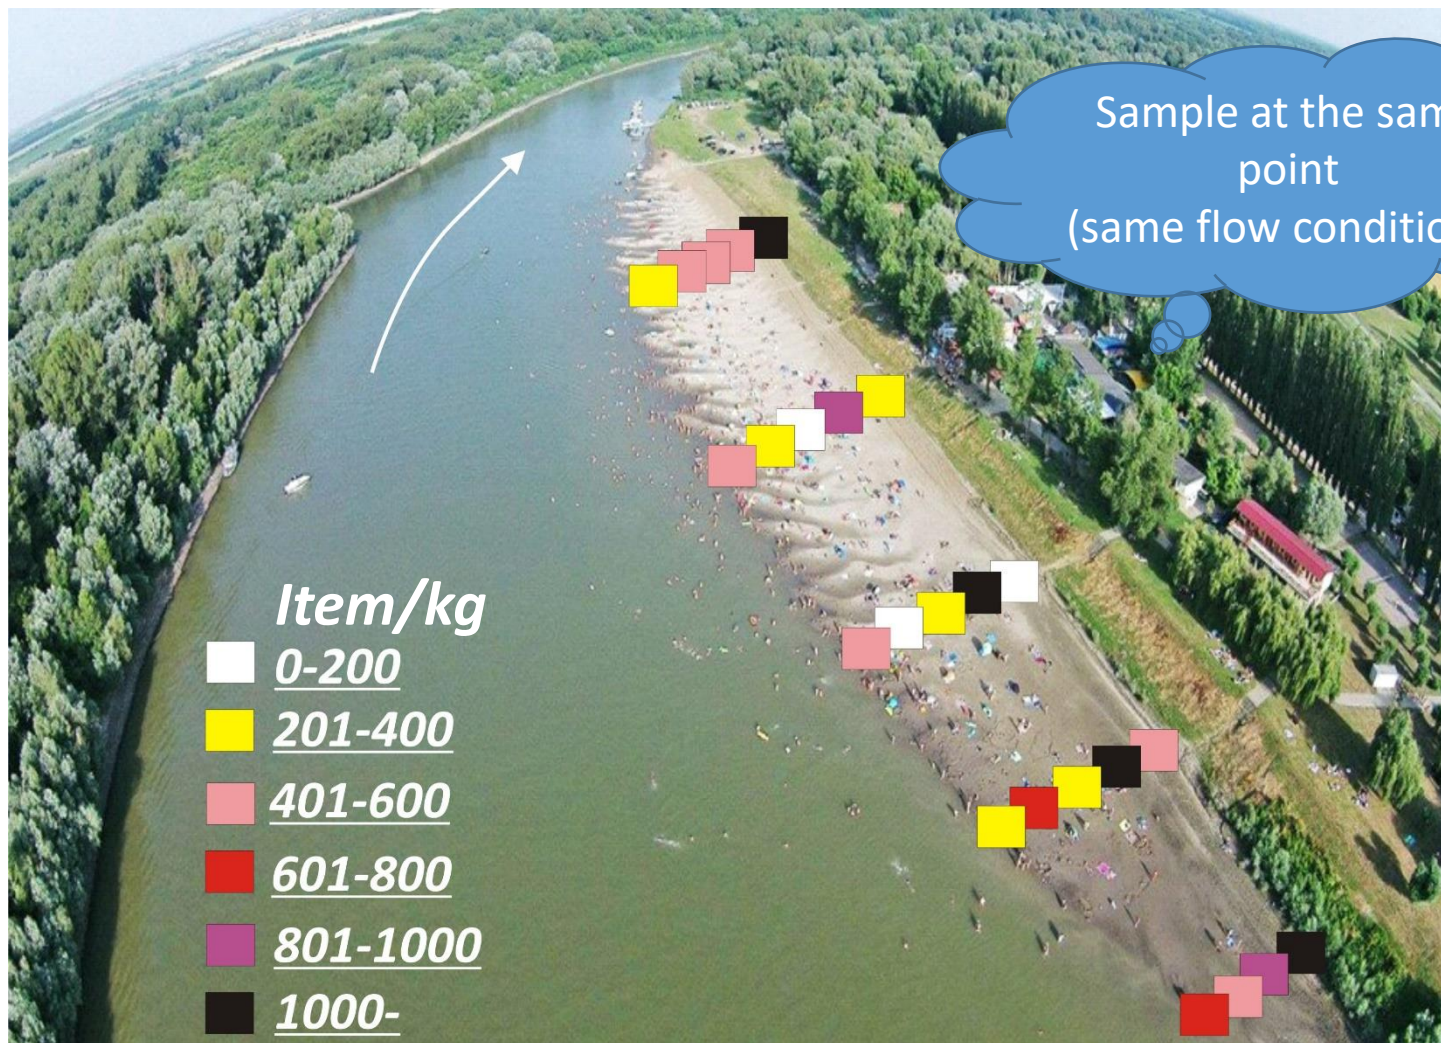 Sample at the sam
point
(same flow conditio
Item/kg
0-200
201-400
401-600
601-800
801-1000
1000-